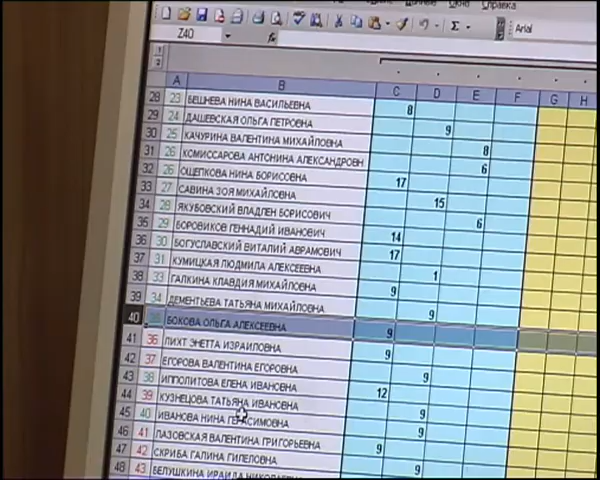 Окно Справка
Σ Arial
Z40 fx
A B C D E F G H
28 23 БЕШНЕВА НИНА ВАСИЛЬЕВНА 8
29 24 ДАШЕВСКАЯ ОЛЬГА ПЕТРОВНА 9
30 25 КАЧУРИНА ВАЛЕНТИНА МИХАЙЛОВНА 8
31 26 КОМИССАРОВА АНТОНИНА АЛЕКСАНДРОВН 6
32 26 ОЩЕПКОВА НИНА БОРИСОВНА 17
33 27 САВИНА ЗОЯ МИХАЙЛОВНА 15
34 28 ЯКУБОВСКИЙ ВЛАДЛЕН БОРИСОВИЧ 6
35 29 БОРОВИКОВ ГЕННАДИЙ ИВАНОВИЧ 14
36 30 БОГУСЛАВСКИЙ ВИТАЛИЙ АВРАМОВИЧ 17
37 31 КУМИЦКАЯ ЛЮДМИЛА АЛЕКСЕЕВНА 1
38 33 ГАЛКИНА КЛАВДИЯ МИХАЙЛОВНА 9
39 34 ДЕМЕНТЬЕВА ТАТЬЯНА МИХАЙЛОВНА 9
40 БОКОВА ОЛЬГА АЛЕКСЕЕВНА 9
41 36 ЛИХТ ЭНЕТТА ИЗРАИЛОВНА 9
42 37 ЕГОРОВА ВАЛЕНТИНА ЕГОРОВНА 9
43 38 ИППОЛИТОВА ЕЛЕНА ИВАНОВНА 12
44 39 КУЗНЕЦОВА ТАТЬЯНА ИВАНОВНА 9
45 40 ИВАНОВА НИНА ГЕРАСИМОВНА 9
46 41 ЛАЗОВСКАЯ ВАЛЕНТИНА ГРИГОРЬЕВНА 9
47 42 СКРИБА ГАЛИНА ГИЛЕЛОВНА 9
48 43 БЕЛУШКИНА ИРАИДА